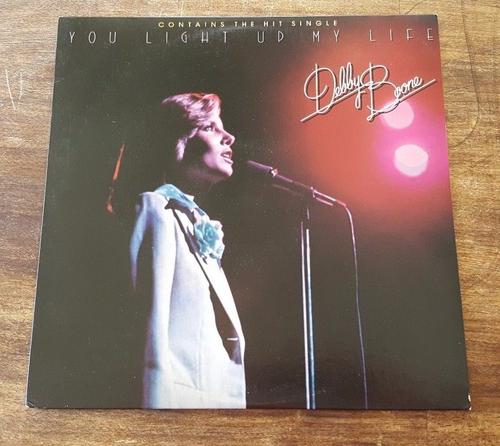 CONTAINS THE HIT SINGLE
YOU LIGHT UP MY LIFE
Debby
Boone